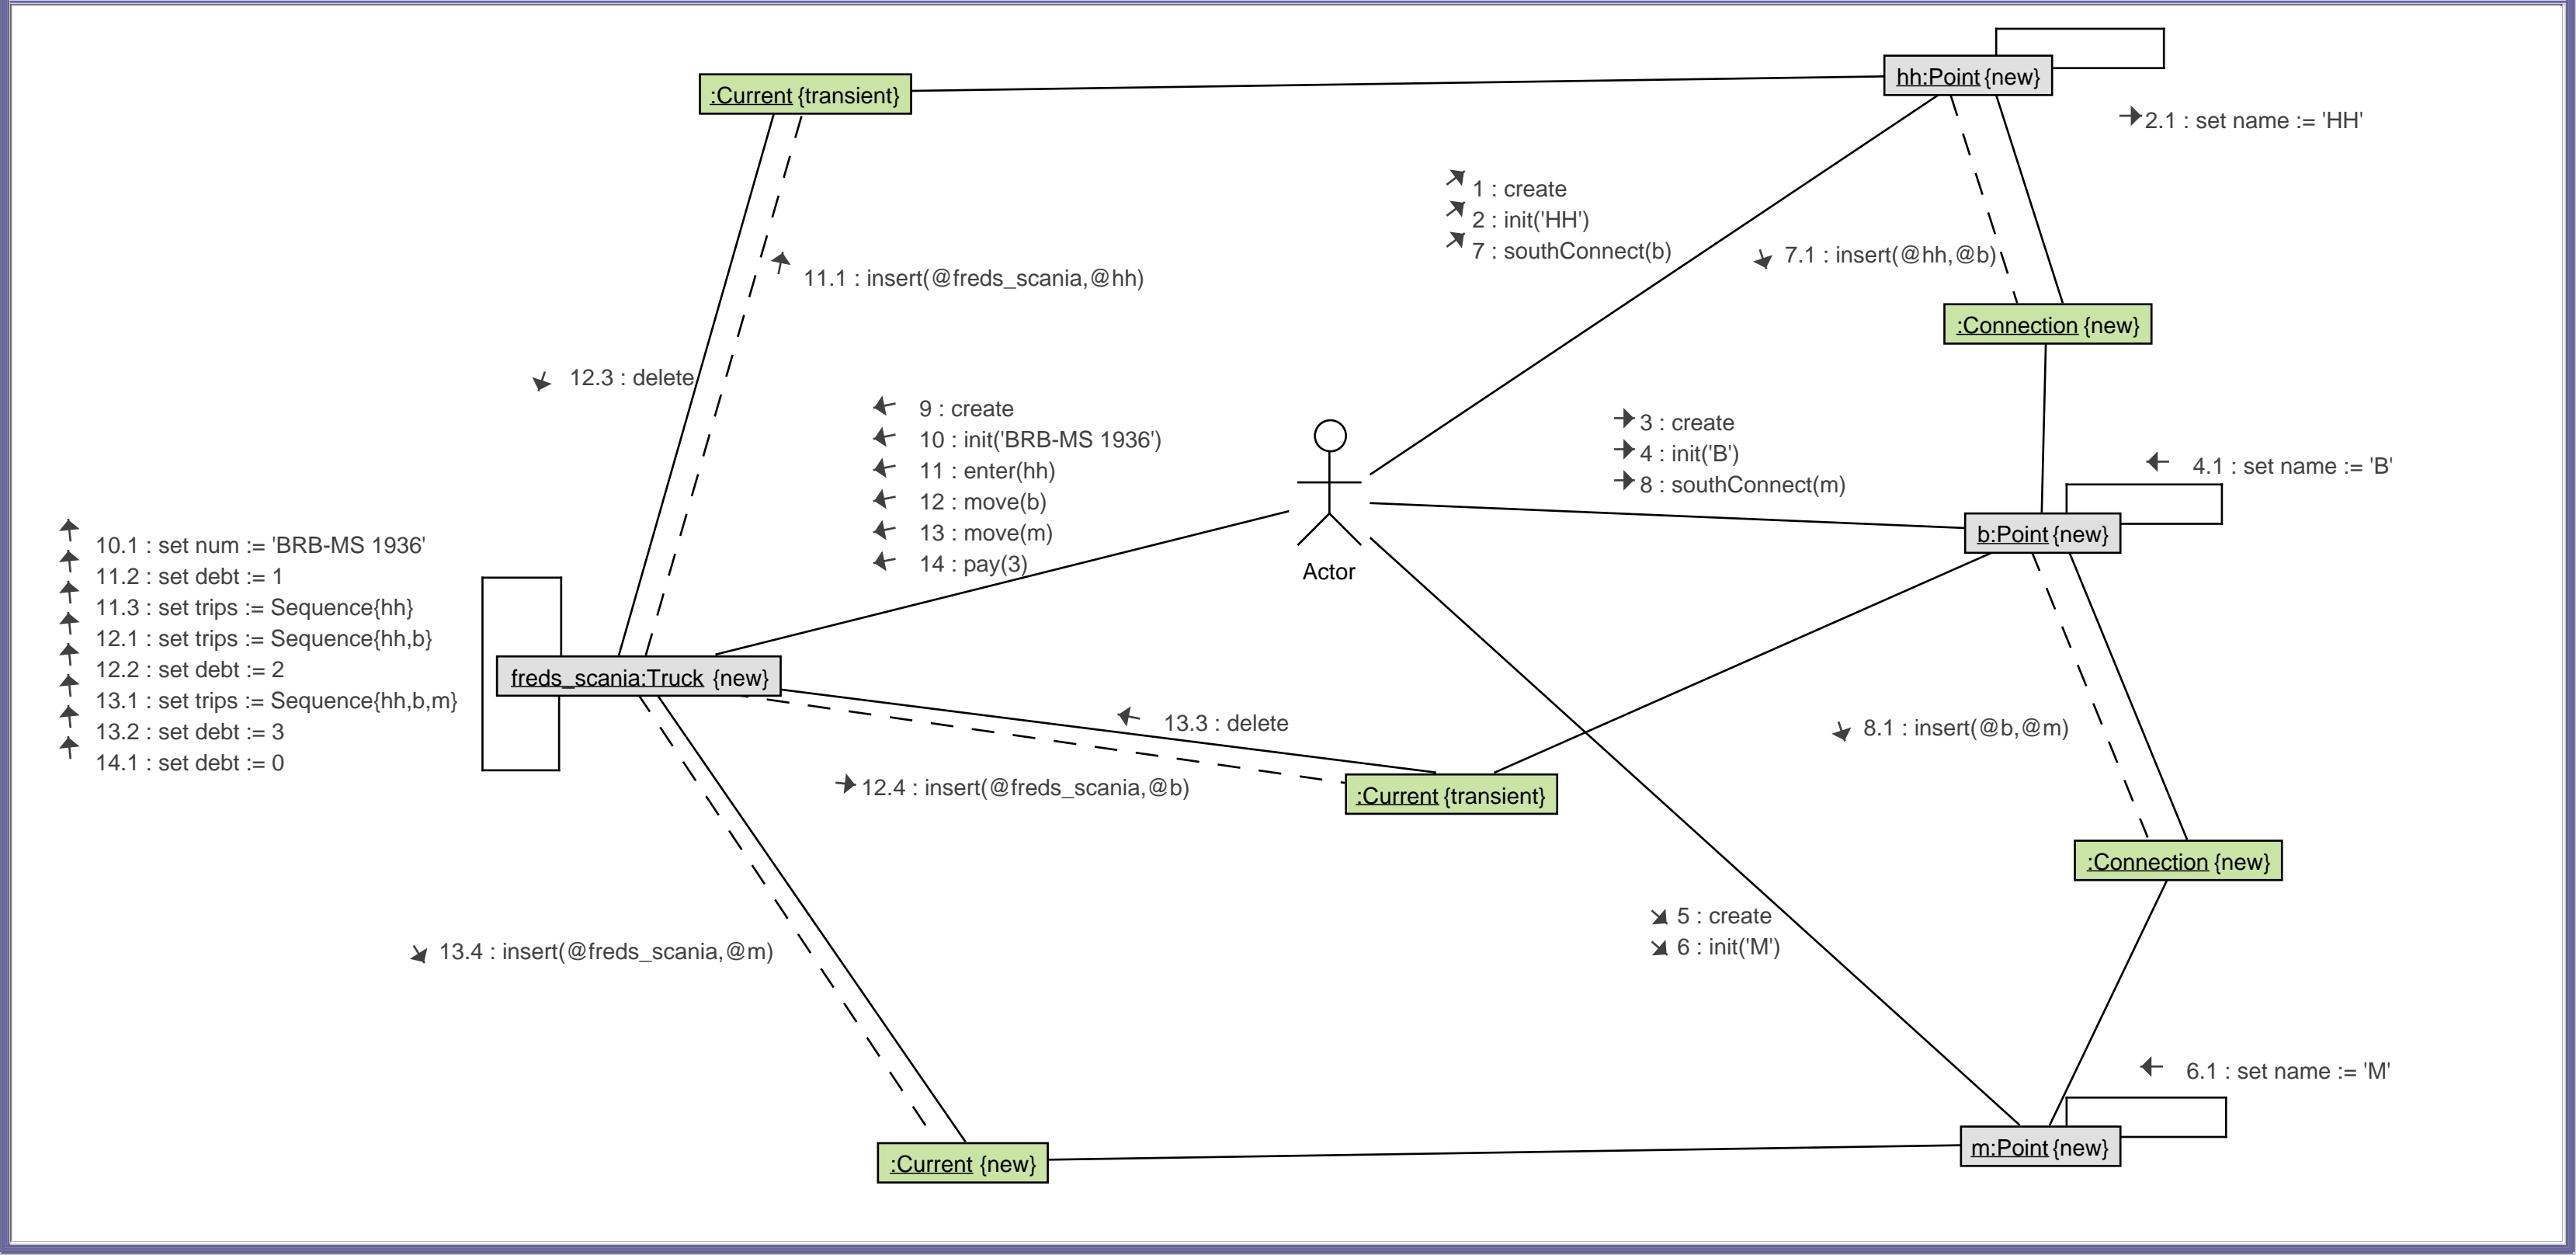 :Current {transient}
hh:Point {new}
2.1 : set name := 'HH'
1 : create
2 : init('HH')
7 : southConnect(b)
7.1 : insert(@hh,@b)
11.1 : insert(@freds_scania,@hh)
:Connection {new}
12.3 : delete
9 : create
10 : init('BRB-MS 1936')
11 : enter(hh)
12 : move(b)
13 : move(m)
14 : pay(3)
3 : create
4 : init('B')
8 : southConnect(m)
4.1 : set name := 'B'
b:Point {new}
Actor
10.1 : set num := 'BRB-MS 1936'
11.2 : set debt := 1
11.3 : set trips := Sequence{hh}
12.1 : set trips := Sequence{hh,b}
12.2 : set debt := 2
13.1 : set trips := Sequence{hh,b,m}
13.2 : set debt := 3
14.1 : set debt := 0
freds_scania:Truck {new}
13.3 : delete
8.1 : insert(@b,@m)
12.4 : insert(@freds_scania,@b)
:Current {transient}
:Connection {new}
5 : create
6 : init('M')
13.4 : insert(@freds_scania,@m)
6.1 : set name := 'M'
m:Point {new}
:Current {new}